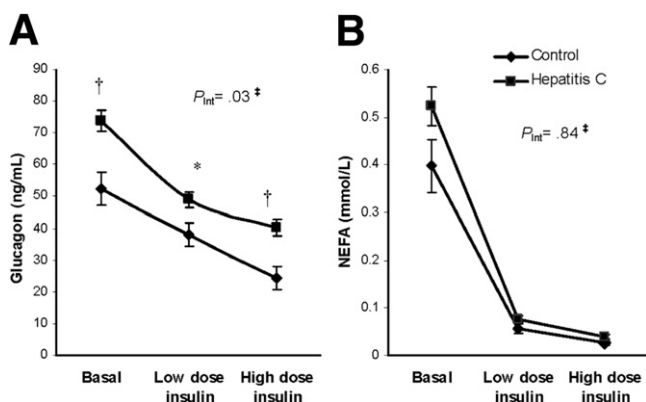 A
Glucagon (ng/mL)
90
80
70
60
50
40
30
20
10
0
†
*
†
P Int = .03 ‡
Basal
Low dose insulin
High dose insulin
B
NEFA (mmol/L)
0.6
0.5
0.4
0.3
0.2
0.1
0
Control
Hepatitis C
P Int = .84 ‡
Basal
Low dose insulin
High dose insulin